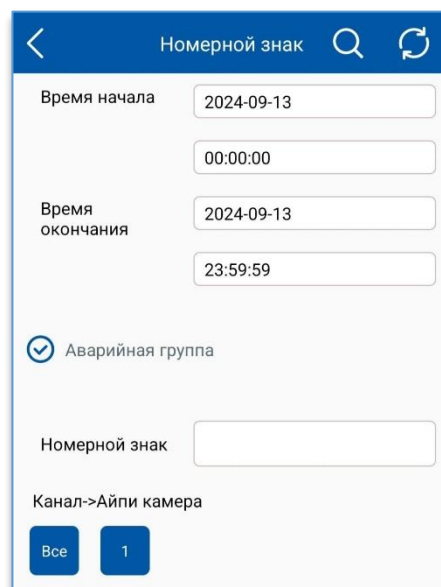 Номерной знак
Время начала
2024-09-13
00:00:00
Время
окончания
2024-09-13
23:59:59
Аварийная группа
Номерной знак
Канал->Айпи камера
Все
1